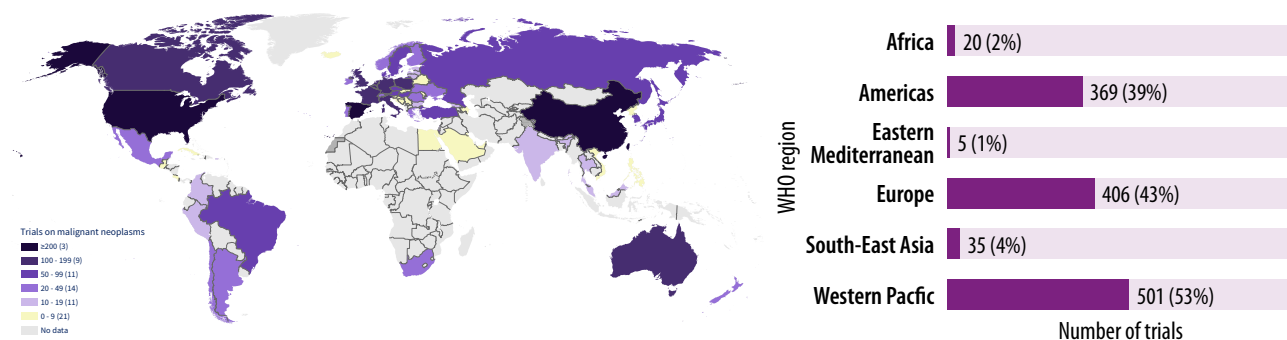 Trials on malignant neoplasms
≥200 (3)
100 - 199 (9)
50 - 99 (11)
20 - 49 (14)
10 - 19 (11)
0 - 9 (21)
No data
WHO region
Africa
20 (2%)
Americas
369 (39%)
Eastern
Mediterranean
5 (1%)
Europe
406 (43%)
South-East Asia
35 (4%)
Western Pacfic
501 (53%)
Number of trials